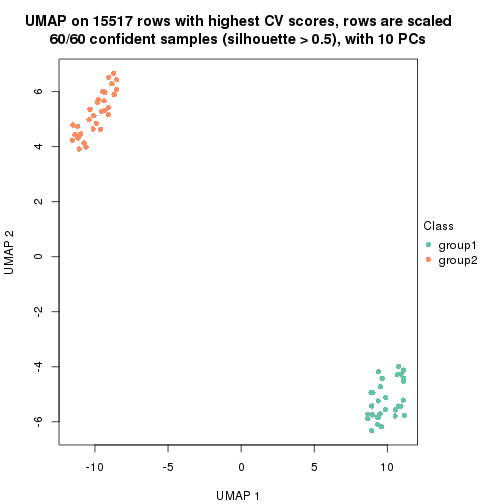 UMAP on 15517 rows with highest CV scores, rows are scaled
60/60 confident samples (silhouette > 0.5), with 10 PCs
6
4
2
0
-2
-4
-6
UMAP 2
-10
-5
0
5
10
UMAP 1
Class
group1
group2